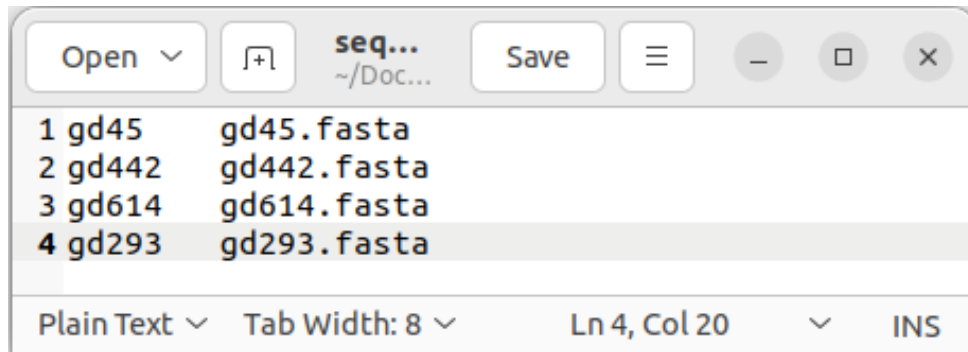 Open seq... Save
~/Doc...
1 gd45 gd45.fasta
2 gd442 gd442.fasta
3 gd614 gd614.fasta
4 gd293 gd293.fasta
Plain Text Tab Width: 8 Ln 4, Col 20 INS